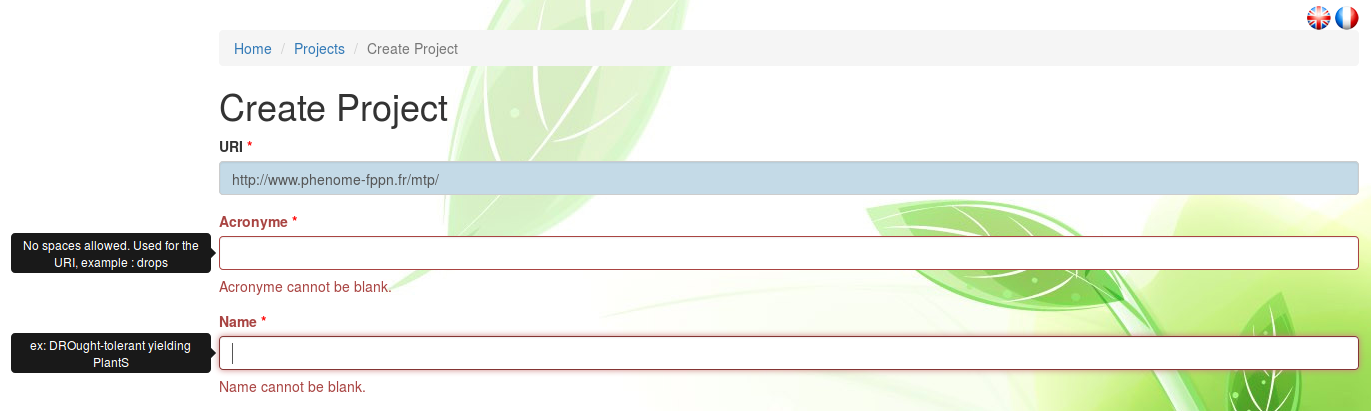 Home / Projects / Create Project
Create Project
URI *
http://www.phenome-fppn.fr/mtp/
Acronyme *
No spaces allowed. Used for the
URI, example : drops
Acronyme cannot be blank.
Name *
ex: DROught-tolerant yielding
PlantS
Name cannot be blank.